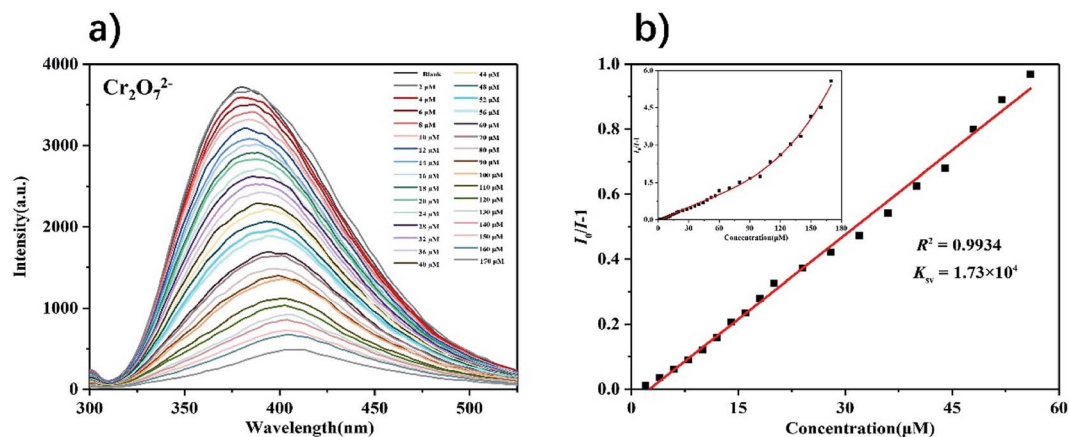 a)
Cr₂O₇²⁻
Intensity(a.u.)
4000
3000
2000
1000
0
300
350
400
450
500
Wavelength(nm)
Blank
2 μM
4 μM
6 μM
8 μM
10 μM
12 μM
14 μM
16 μM
18 μM
20 μM
24 μM
28 μM
32 μM
36 μM
40 μM
44 μM
48 μM
52 μM
56 μM
60 μM
70 μM
80 μM
90 μM
100 μM
110 μM
120 μM
130 μM
140 μM
150 μM
160 μM
170 μM
b)
I₀/I-1
1.0
0.8
0.6
0.4
0.2
0.0
0
15
30
45
60
Concentration(μM)
I₀/I-1
6.0
4.5
3.0
1.5
0.0
0
30
60
90
120
150
180
Concentration(μM)
R² = 0.9934
Ksv = 1.73×10⁴